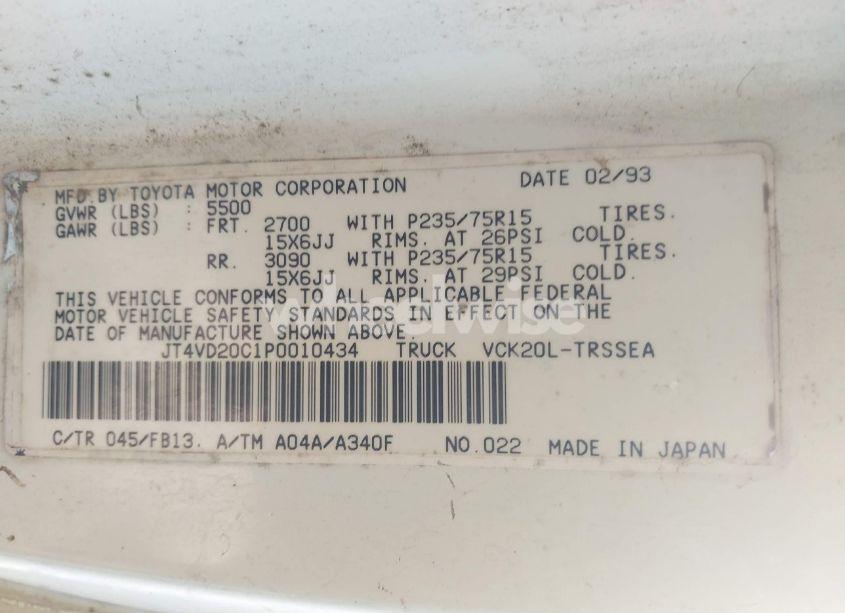 MFD.BY TOYOTA MOTOR CORPORATION DATE 02/93
GVWR (LBS) : 5500
GAWR (LBS) : FRT. 2700 WITH P235/75R15 TIRES.
15X6JJ RIMS. AT 26PSI COLD.
RR. 3090 WITH P235/75R15 TIRES.
15X6JJ RIMS. AT 29PSI COLD.
THIS VEHICLE CONFORMS TO ALL APPLICABLE FEDERAL
MOTOR VEHICLE SAFETY STANDARDS IN EFFECT ON THE
DATE OF MANUFACTURE SHOWN ABOVE.
JT4VD20C1P0010434 TRUCK VCK20L-TRSSEA
C/TR 045/FB13. A/TM A04A/A340F NO.022 MADE IN JAPAN
wheelwise